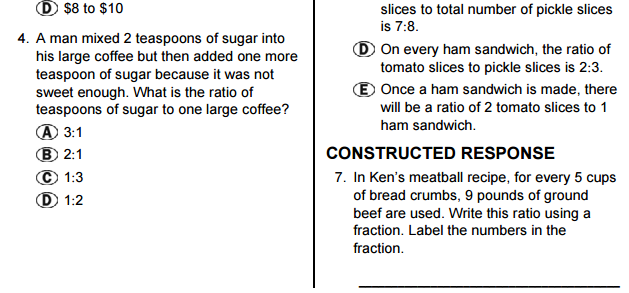 D $8 to $10
4. A man mixed 2 teaspoons of sugar into
his large coffee but then added one more
teaspoon of sugar because it was not
sweet enough. What is the ratio of
teaspoons of sugar to one large coffee?
A 3:1
B 2:1
C 1:3
D 1:2
slices to total number of pickle slices
is 7:8.
D On every ham sandwich, the ratio of
tomato slices to pickle slices is 2:3.
E Once a ham sandwich is made, there
will be a ratio of 2 tomato slices to 1
ham sandwich.
CONSTRUCTED RESPONSE
7. In Ken's meatball recipe, for every 5 cups
of bread crumbs, 9 pounds of ground
beef are used. Write this ratio using a
fraction. Label the numbers in the
fraction.